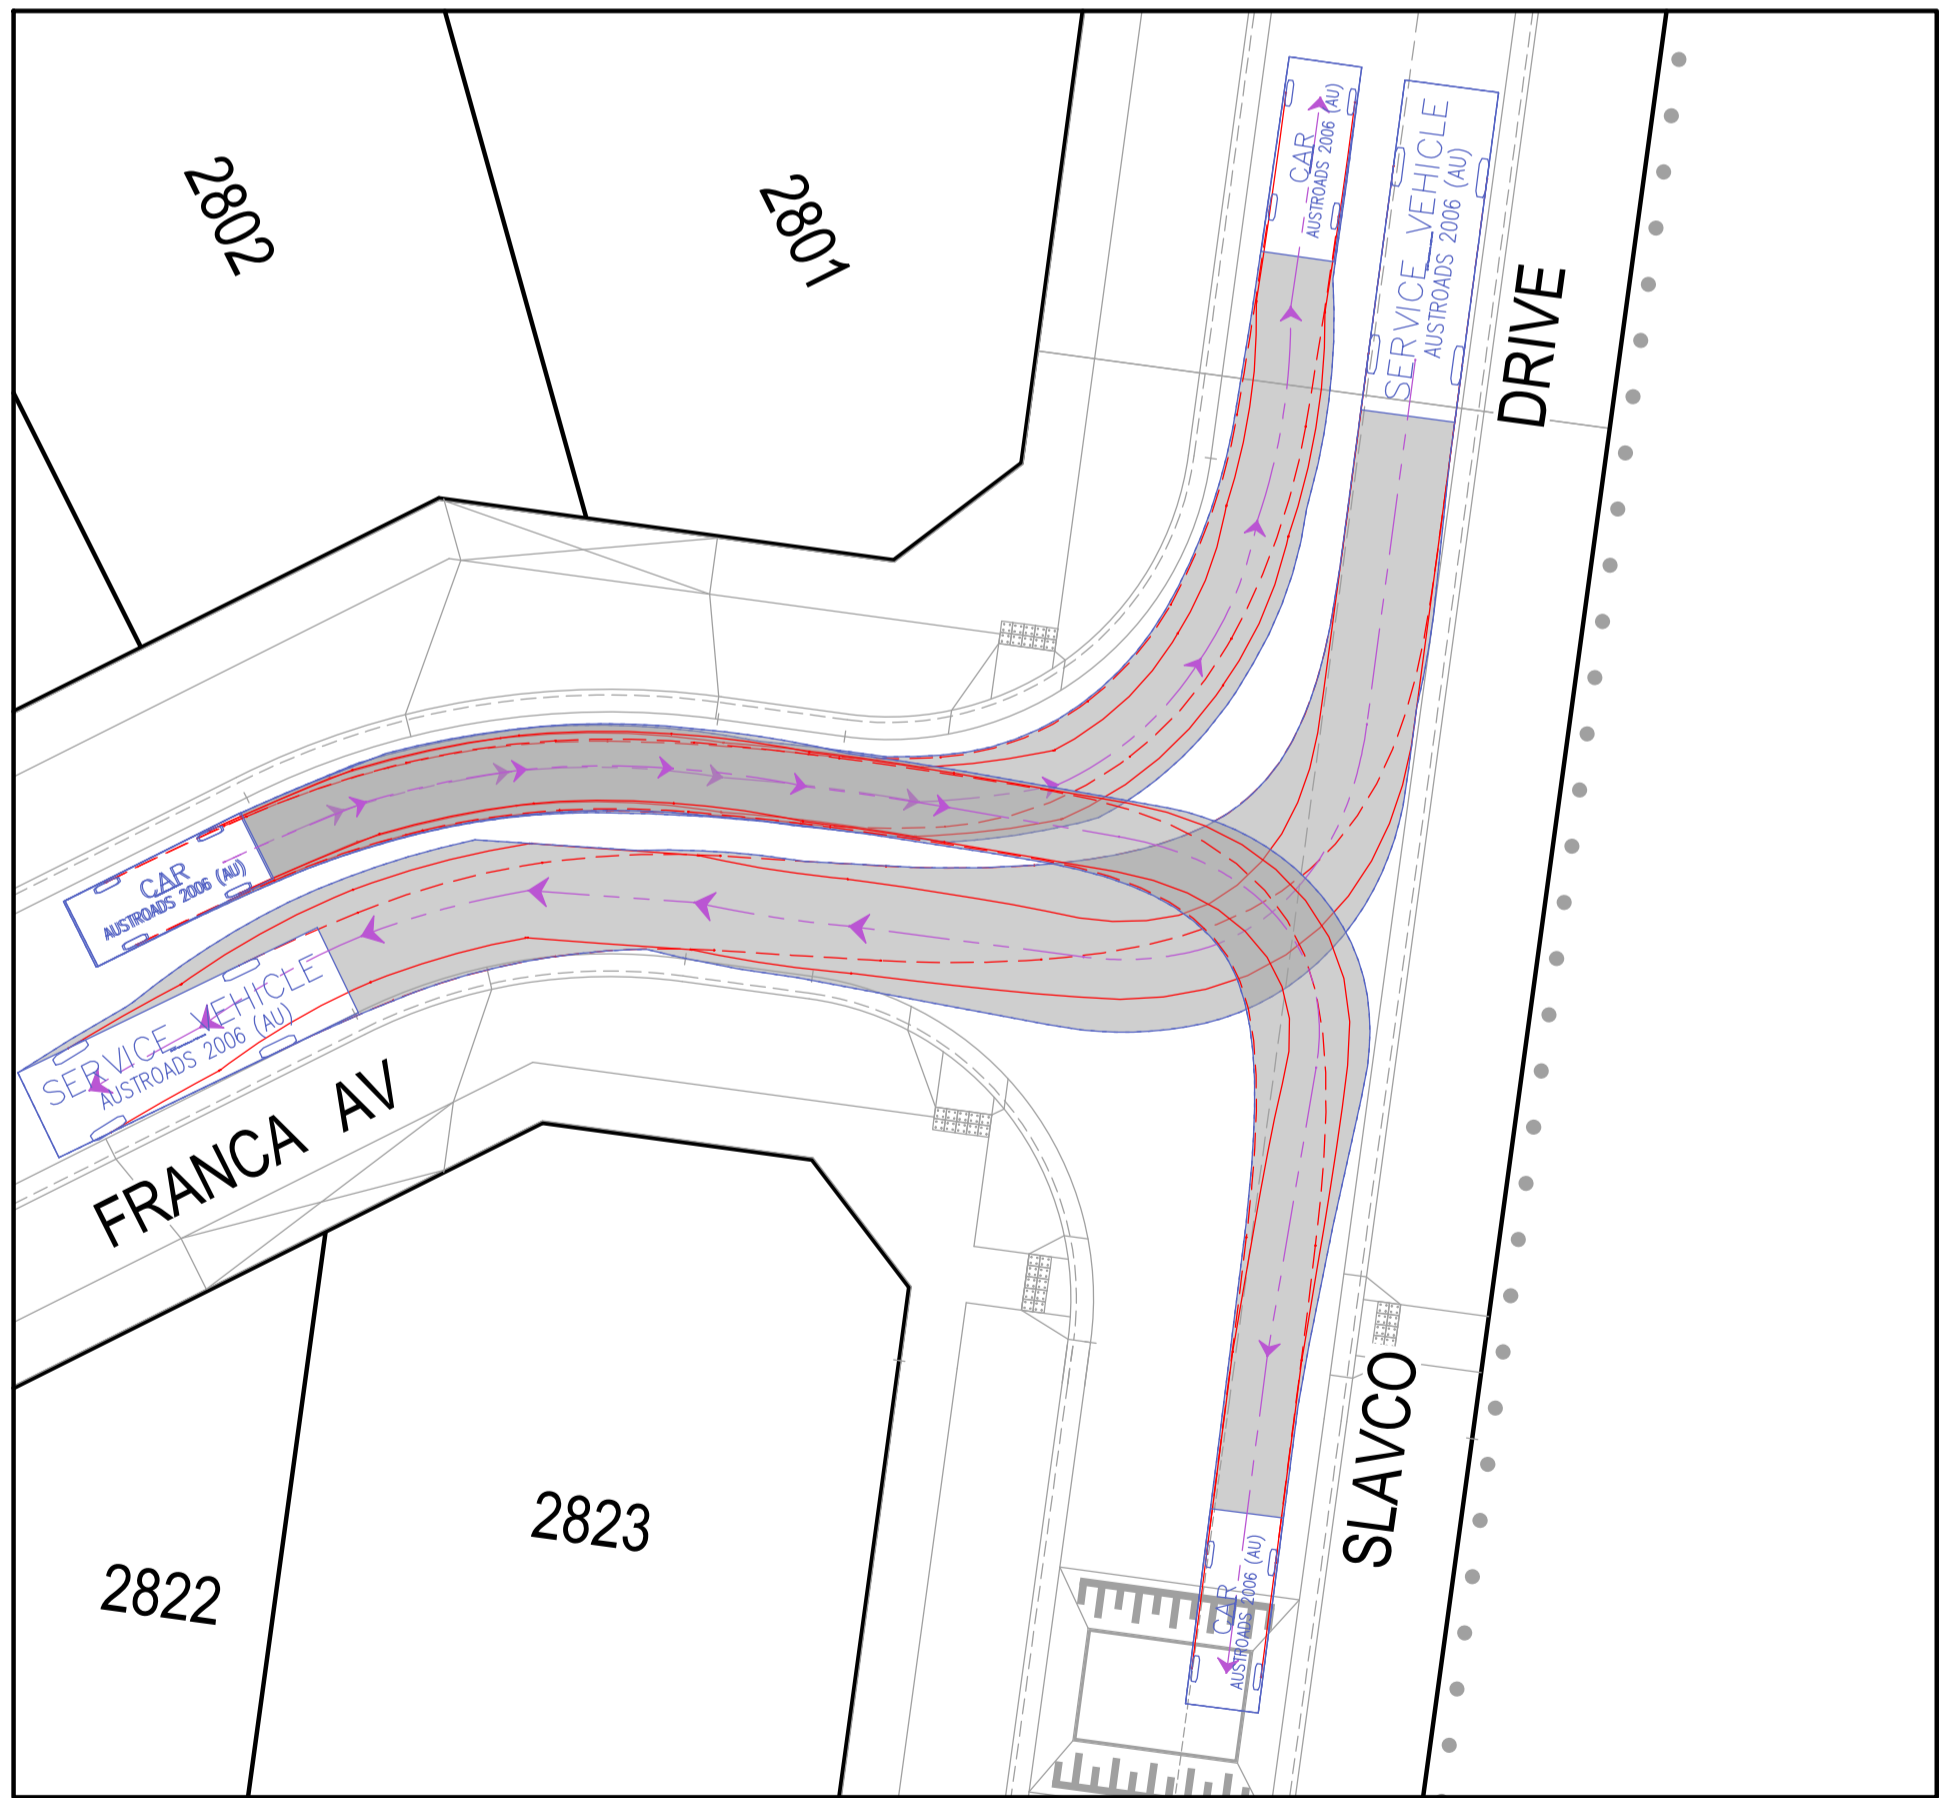 2802
2801
CAR
AUSTROADS 2006 (AU)
SERVICE VEHICLE
AUSTROADS 2006 (AU)
DRIVE
CAR
AUSTROADS 2006 (AU)
SERVICE VEHICLE
AUSTROADS 2006 (AU)
FRANCA AV
SLAVCO
2823
2822
CAR
AUSTROADS 2006 (AU)